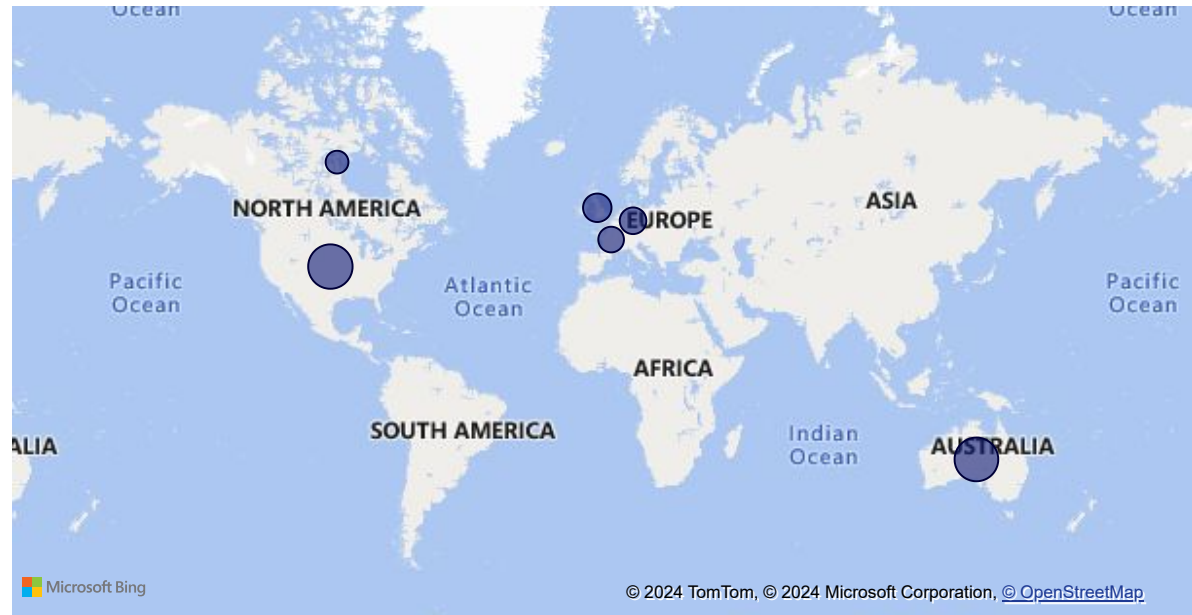 Ocean
Ocean
NORTH AMERICA
EUROPE
ASIA
Pacific
Ocean
Atlantic
Ocean
Pacific
Ocean
AFRICA
SOUTH AMERICA
Indian
Ocean
ALIA
AUSTRALIA
Microsoft Bing
© 2024 TomTom, © 2024 Microsoft Corporation, © OpenStreetMap